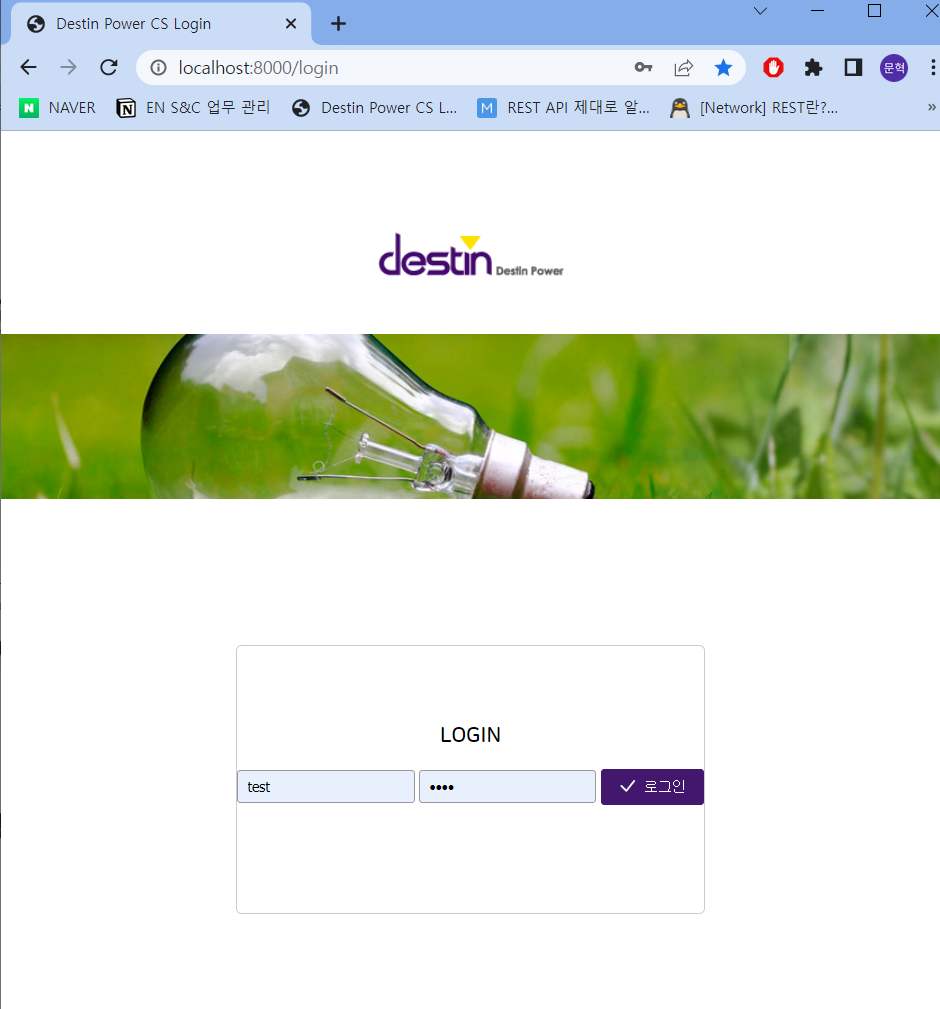 Destin Power CS Login
localhost:8000/login
문혁
N NAVER EN S&C 업무 관리 Destin Power CS L... M REST API 제대로 알... [Network] REST란?... »
destin Destin Power
LOGIN
test •••• 로그인